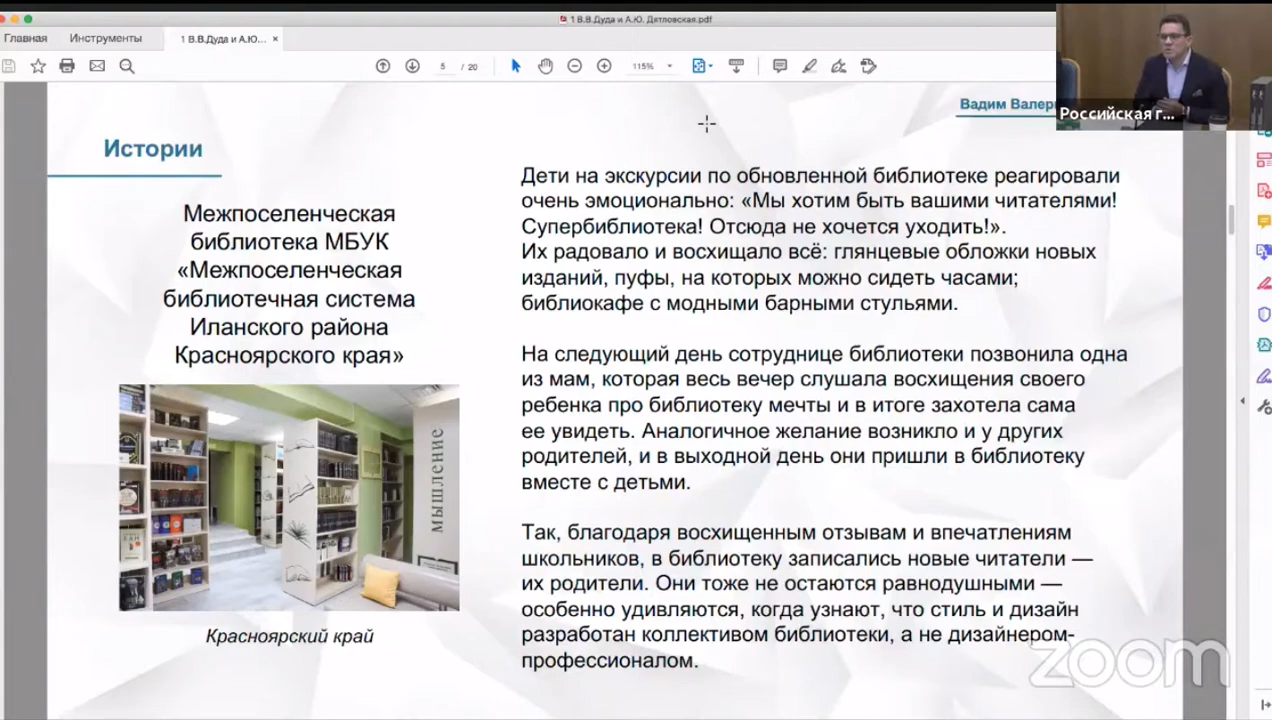 1 В.В.Дуда и А.Ю. Дятловская.pdf
Главная
Инструменты
1 В.В.Дуда и А.Ю... ×
5 / 20
115%
Вадим Валери
Российская г...
Истории
Межпоселенческая
библиотека МБУК
«Межпоселенческая
библиотечная система
Иланского района
Красноярского края»
мышление
Красноярский край
Дети на экскурсии по обновленной библиотеке реагировали
очень эмоционально: «Мы хотим быть вашими читателями!
Супербиблиотека! Отсюда не хочется уходить!».
Их радовало и восхищало всё: глянцевые обложки новых
изданий, пуфы, на которых можно сидеть часами;
библиокафе с модными барными стульями.
На следующий день сотруднице библиотеки позвонила одна
из мам, которая весь вечер слушала восхищения своего
ребенка про библиотеку мечты и в итоге захотела сама
ее увидеть. Аналогичное желание возникло и у других
родителей, и в выходной день они пришли в библиотеку
вместе с детьми.
Так, благодаря восхищенным отзывам и впечатлениям
школьников, в библиотеку записались новые читатели —
их родители. Они тоже не остаются равнодушными —
особенно удивляются, когда узнают, что стиль и дизайн
разработан коллективом библиотеки, а не дизайнером-
профессионалом.
zoom